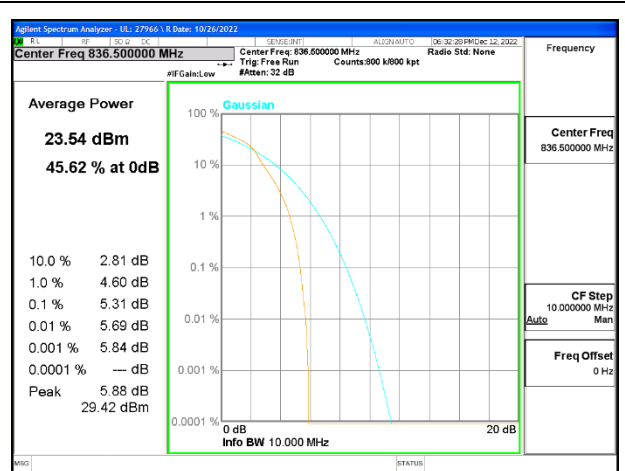 Agilent Spectrum Analyzer - UL: 27966 \ R Date: 10/26/2022
RL RF 50 Ω DC SENSE:INT ALIGN AUTO 06:32:28 PM Dec 12, 2022
Center Freq 836.500000 MHz
Center Freq: 836.500000 MHz Radio Std: None
Trig: Free Run Counts:800 k/800 kpt
#IFGain:Low #Atten: 32 dB
Frequency
Average Power
23.54 dBm
45.62 % at 0dB
10.0 % 2.81 dB
1.0 % 4.60 dB
0.1 % 5.31 dB
0.01 % 5.69 dB
0.001 % 5.84 dB
0.0001 % --- dB
Peak 5.88 dB
29.42 dBm
Gaussian
100 %
10 %
1 %
0.1 %
0.01 %
0.001 %
0.0001 %
0 dB 20 dB
Info BW 10.000 MHz
Center Freq
836.500000 MHz
CF Step
10.000000 MHz
Auto Man
Freq Offset
0 Hz
MSG STATUS